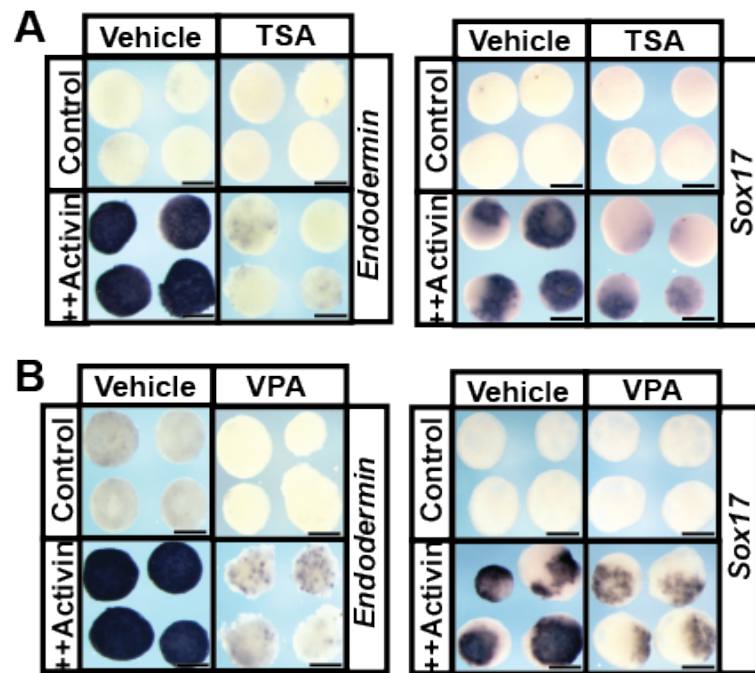 A
Vehicle TSA
Control
++Activin
Endodermin
Vehicle TSA
Control
++Activin
Sox17
B
Vehicle VPA
Control
++Activin
Endodermin
Vehicle VPA
Control
++Activin
Sox17